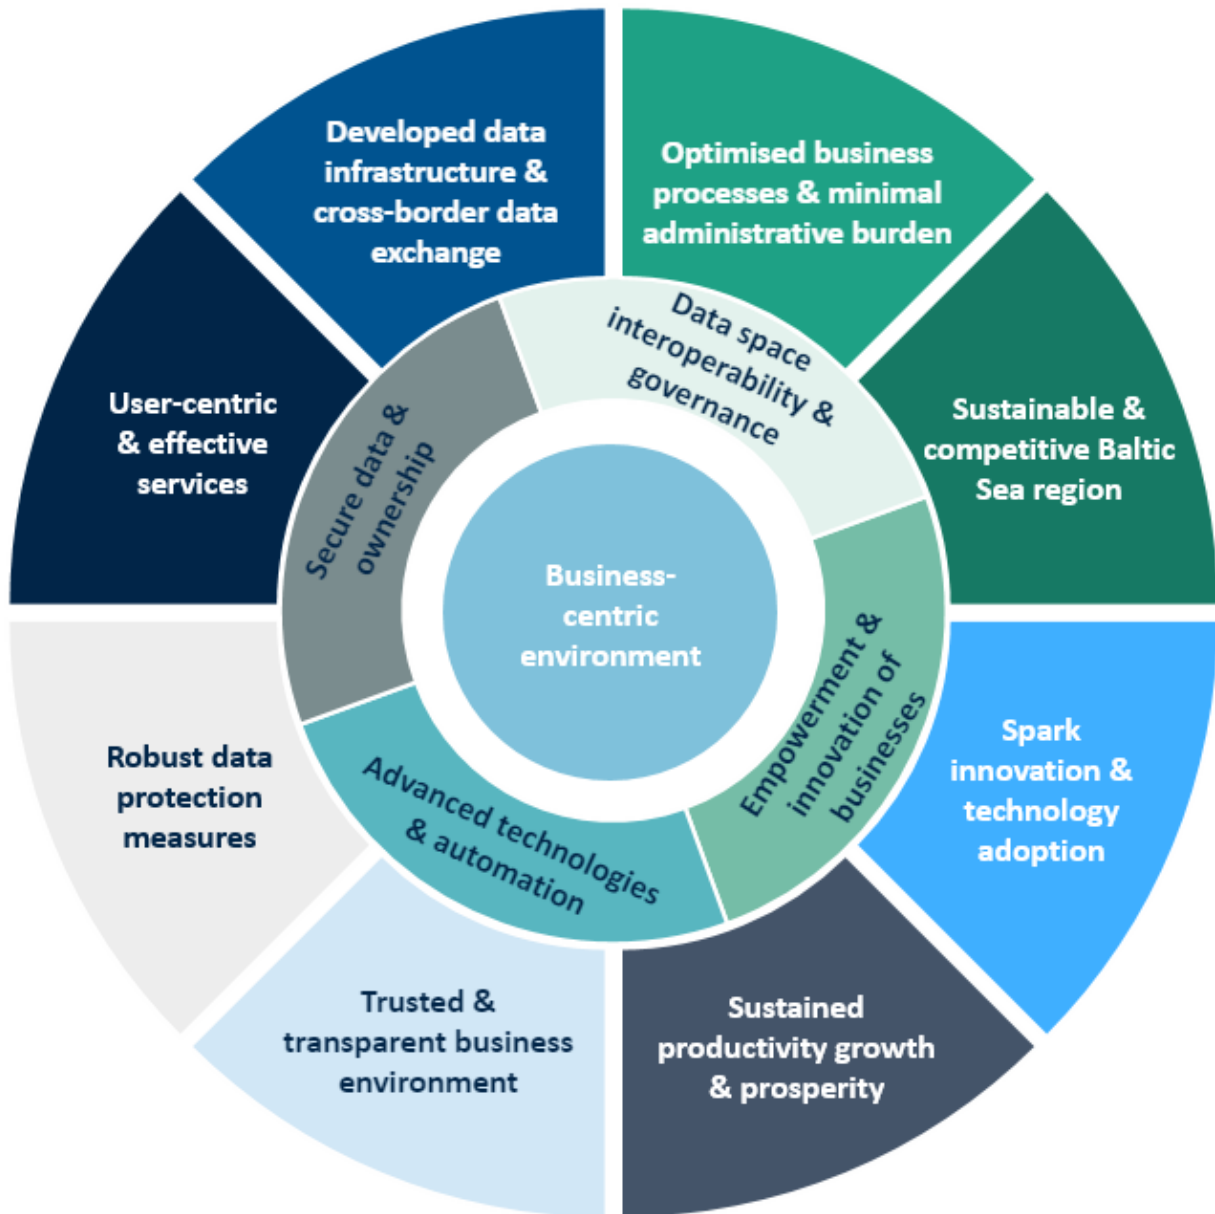 Developed data
infrastructure &
cross-border data
exchange
Optimised business
processes & minimal
administrative burden
Sustainable &
competitive Baltic
Sea region
Spark
innovation &
technology
adoption
Sustained
productivity growth
& prosperity
Trusted &
transparent business
environment
Robust data
protection
measures
User-centric
& effective
services
Data space
interoperability &
governance
Empowerment &
innovation of
businesses
Advanced technologies
& automation
Secure data &
ownership
Business-
centric
environment